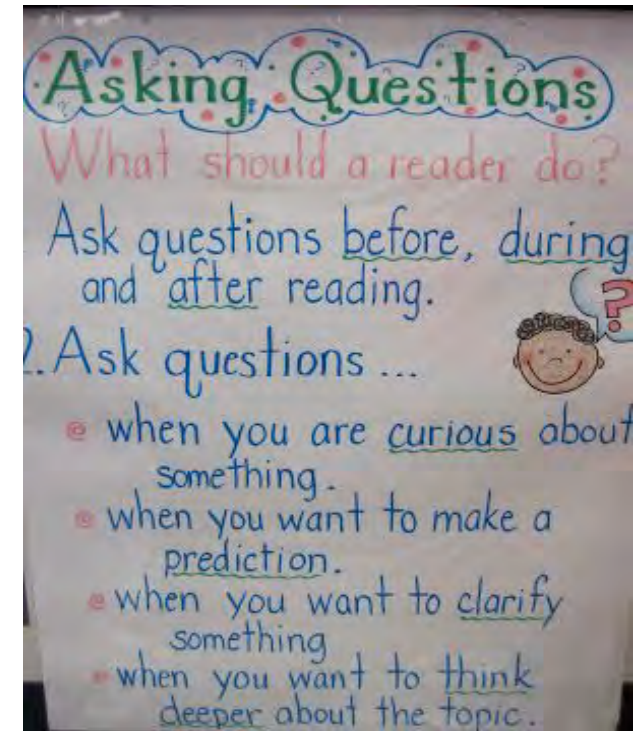 Asking Questions
What should a reader do?
Ask questions before, during
and after reading.
?
2. Ask questions ...
when you are curious about
something.
when you want to make a
prediction.
when you want to clarify
something
when you want to think
deeper about the topic.